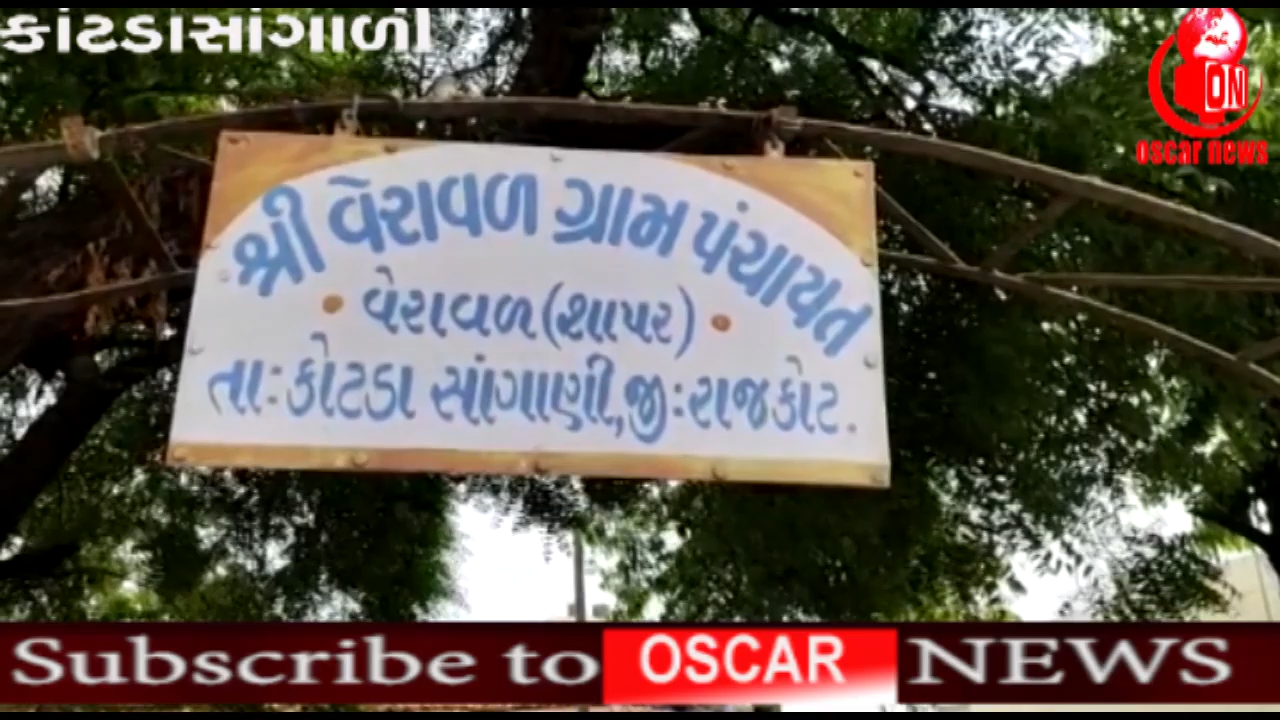 કોટડાસાંગાળી
ON
oscar news
શ્રી વેરાવળ ગ્રામ પંચાયત
• વેરાવળ(શાપર) •
તા:કોટડા સાંગાણી,જી:રાજકોટ.
Subscribe to OSCAR NEWS